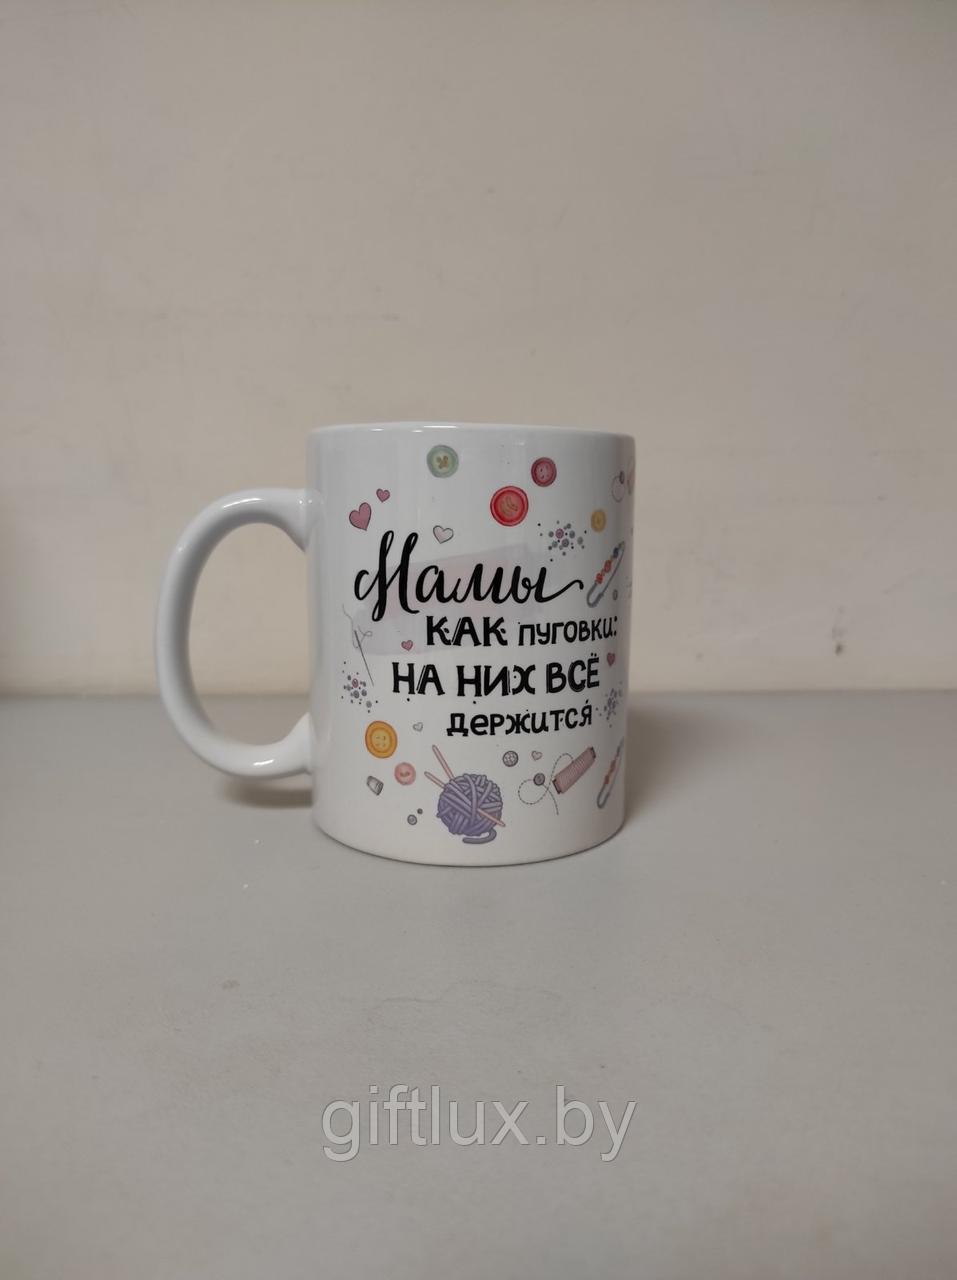 Мамы
КАК ПУГОВКИ:
НА НИХ ВСЁ
держится
giftlux.by